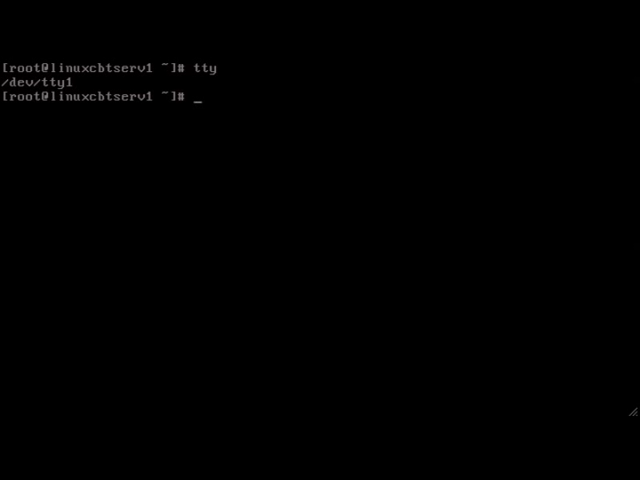 [root@linuxcbtserv1 ~]# tty
/dev/tty1
[root@linuxcbtserv1 ~]# _